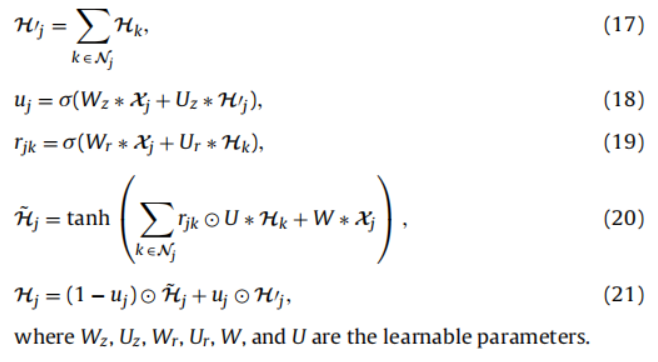 𝓗′_j = ∑_{k∈𝓝_j} 𝓗_k, (17)
u_j = σ(W_z ∗ 𝓧_j + U_z ∗ 𝓗′_j), (18)
r_{jk} = σ(W_r ∗ 𝓧_j + U_r ∗ 𝓗_k), (19)
𝓗̃_j = tanh ( ∑_{k∈𝓝_j} r_{jk} ⊙ U ∗ 𝓗_k + W ∗ 𝓧_j ) , (20)
𝓗_j = (1 − u_j) ⊙ 𝓗̃_j + u_j ⊙ 𝓗′_j, (21)
where W_z, U_z, W_r, U_r, W, and U are the learnable parameters.